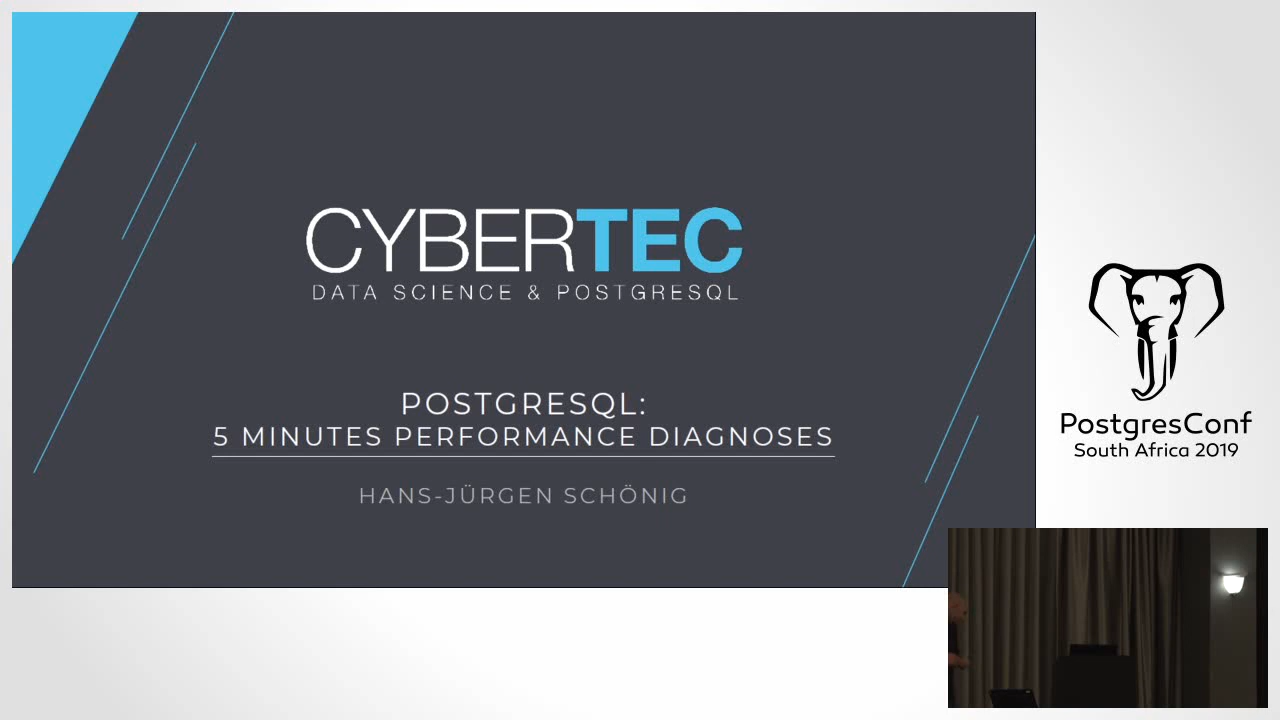 CYBERTEC
DATA SCIENCE & POSTGRESQL
POSTGRESQL:
5 MINUTES PERFORMANCE DIAGNOSES
HANS-JÜRGEN SCHÖNIG
PostgresConf
South Africa 2019